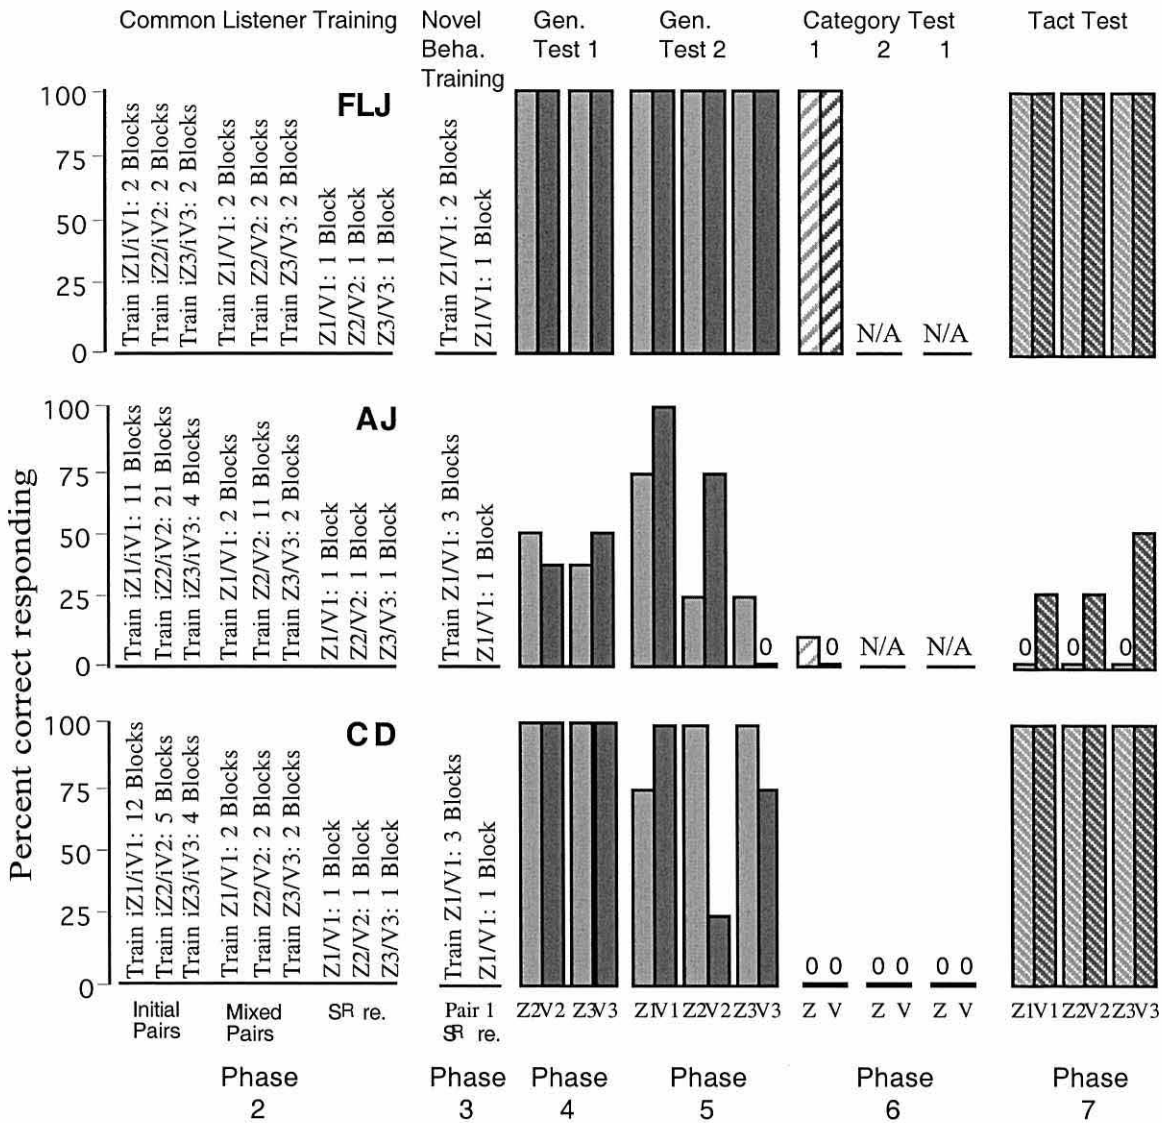 Common Listener Training
Novel
Beha.
Training
Gen.
Test 1
Gen.
Test 2
Category Test
1 2 1
Tact Test
Percent correct responding
FLJ
100
75
50
25
0
Train iZ1/iV1: 2 Blocks
Train iZ2/iV2: 2 Blocks
Train iZ3/iV3: 2 Blocks
Train Z1/V1: 2 Blocks
Train Z2/V2: 2 Blocks
Train Z3/V3: 2 Blocks
Z1/V1: 1 Block
Z2/V2: 1 Block
Z3/V3: 1 Block
Train Z1/V1: 2 Blocks
Z1/V1: 1 Block
N/A N/A
AJ
100
75
50
25
0
Train iZ1/iV1: 11 Blocks
Train iZ2/iV2: 21 Blocks
Train iZ3/iV3: 4 Blocks
Train Z1/V1: 2 Blocks
Train Z2/V2: 11 Blocks
Train Z3/V3: 2 Blocks
Z1/V1: 1 Block
Z2/V2: 1 Block
Z3/V3: 1 Block
Train Z1/V1: 3 Blocks
Z1/V1: 1 Block
0 0 N/A N/A 0 0 0
CD
100
75
50
25
0
Train iZ1/iV1: 12 Blocks
Train iZ2/iV2: 5 Blocks
Train iZ3/iV3: 4 Blocks
Train Z1/V1: 2 Blocks
Train Z2/V2: 2 Blocks
Train Z3/V3: 2 Blocks
Z1/V1: 1 Block
Z2/V2: 1 Block
Z3/V3: 1 Block
Train Z1/V1: 3 Blocks
Z1/V1: 1 Block
0 0 0 0 0 0
Initial
Pairs
Mixed
Pairs
SR re.
Pair 1
SR re.
Z2V2 Z3V3
Z1V1 Z2V2 Z3V3
Z V Z V Z V
Z1V1 Z2V2 Z3V3
Phase
2
Phase
3
Phase
4
Phase
5
Phase
6
Phase
7